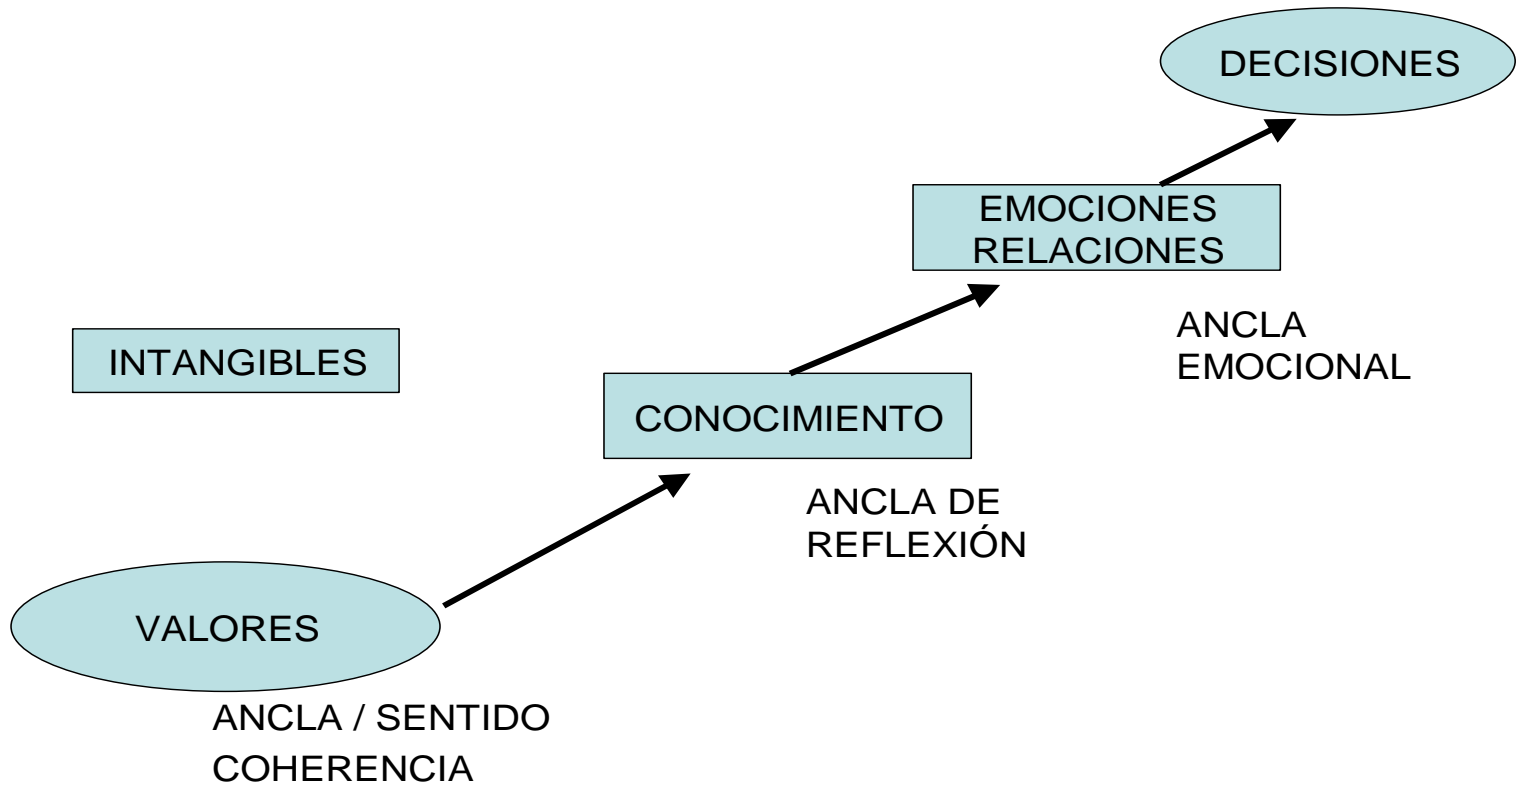 DECISIONES
EMOCIONES
RELACIONES
ANCLA
EMOCIONAL
INTANGIBLES
CONOCIMIENTO
ANCLA DE
REFLEXIÓN
VALORES
ANCLA / SENTIDO
COHERENCIA